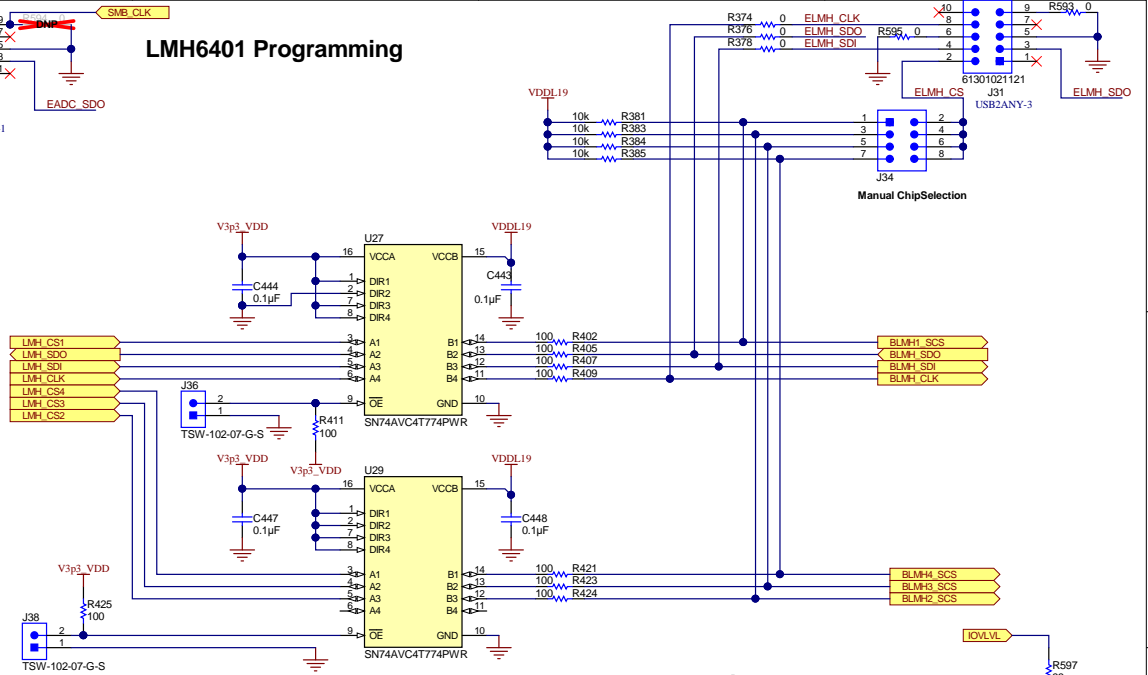 SMB_CLK
DNP
EADC_SDO
1
LMH6401 Programming
R374 0 ELMH_CLK
R376 0 ELMH_SDO
R378 0 ELMH_SDI
R595 0
R593 0
10 9
8 7
6 5
4 3
2 1
61301021121
J31
USB2ANY-3
ELMH_CS
ELMH_SDO
VDDL19
10k R381
10k R383
10k R384
10k R385
1 2
3 4
5 6
7 8
J34
Manual ChipSelection
V3p3_VDD
U27
VDDL19
16 VCCA VCCB 15
C444
0.1µF
C443
0.1µF
1 DIR1
2 DIR2
7 DIR3
8 DIR4
LMH_CS1
LMH_SDO
LMH_SDI
LMH_CLK
LMH_CS4
LMH_CS3
LMH_CS2
3 A1 B1 14 100 R402
4 A2 B2 13 100 R405
5 A3 B3 12 100 R407
6 A4 B4 11 100 R409
BLMH1_SCS
BLMH_SDO
BLMH_SDI
BLMH_CLK
J36
2
1
TSW-102-07-G-S
9 OE GND 10
SN74AVC4T774PWR
R411
100
V3p3_VDD
V3p3_VDD
U29
VDDL19
16 VCCA VCCB 15
C447
0.1µF
C448
0.1µF
1 DIR1
2 DIR2
7 DIR3
8 DIR4
3 A1 B1 14 100 R421
4 A2 B2 13 100 R423
5 A3 B3 12 100 R424
6 A4 B4 11
BLMH4_SCS
BLMH3_SCS
BLMH2_SCS
V3p3_VDD
R425
100
J38
2
1
TSW-102-07-G-S
9 OE GND 10
SN74AVC4T774PWR
IOVLVL
R597